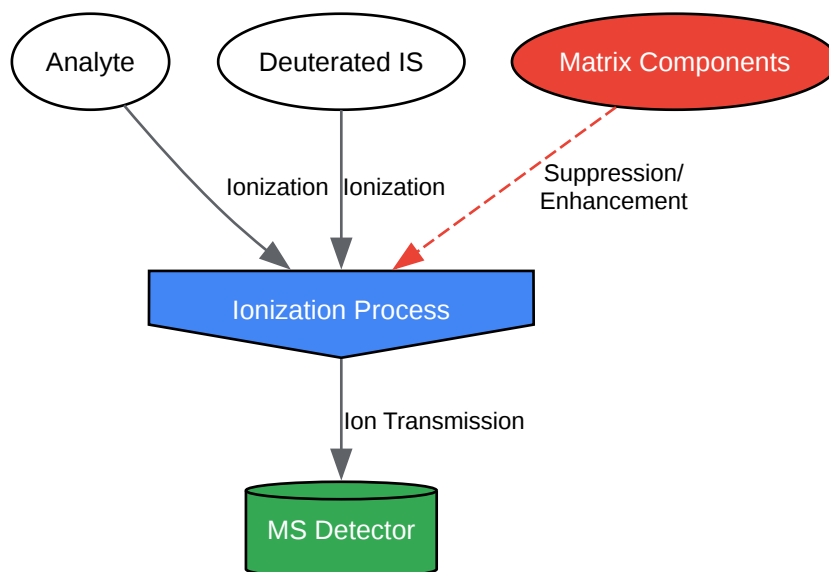 Analyte
Deuterated IS
Matrix Components
Ionization
Ionization
Suppression/
Enhancement
Ionization Process
Ion Transmission
MS Detector